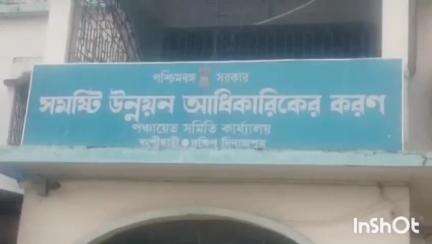 পশ্চিমবঙ্গ সরকার
সমষ্টি উন্নয়ন আধিকারিকের করণ
পঞ্চায়েত সমিতি কার্য্যালয়
দক্ষিণ দিনাজপুর
InShOt